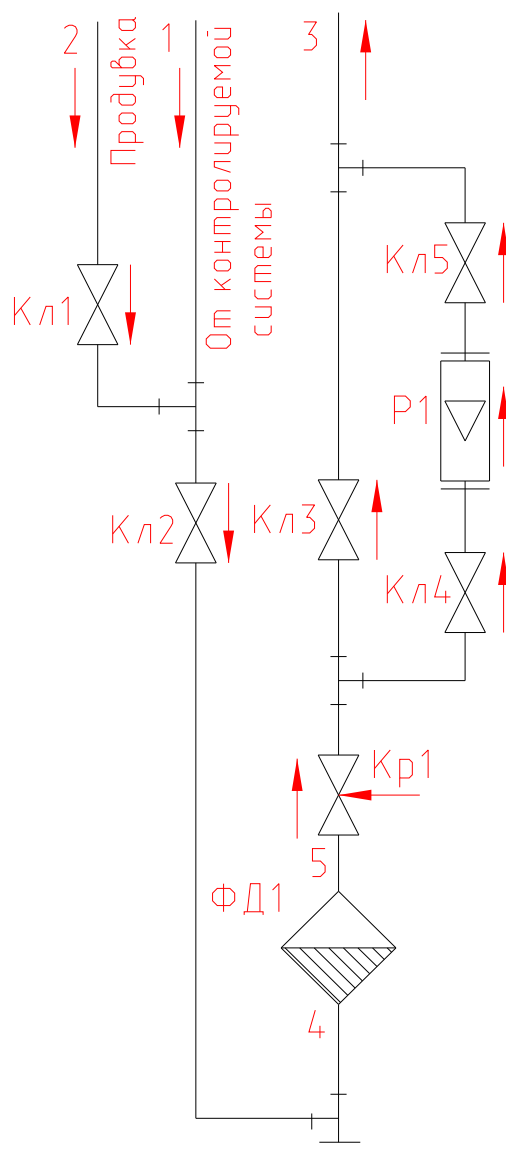 2
Продувка
1
От контролируемой
системы
3
Кл5
Кл1
Р1
Кл2
Кл3
Кл4
Кр1
5
ФД1
4